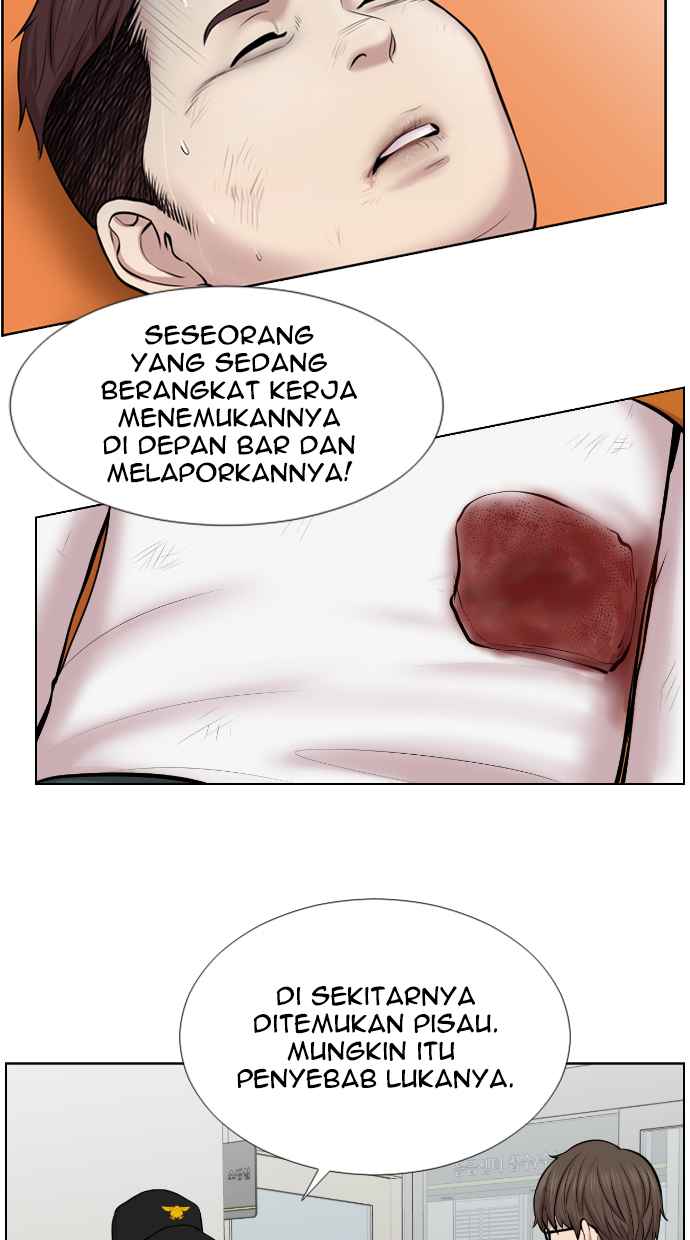 SESEORANG
YANG SEDANG
BERANGKAT KERJA
MENEMUKANNYA
DI DEPAN BAR DAN
MELAPORKANNYA!
DI SEKITARNYA
DITEMUKAN PISAU.
MUNGKIN ITU
PENYEBAB LUKANYA.